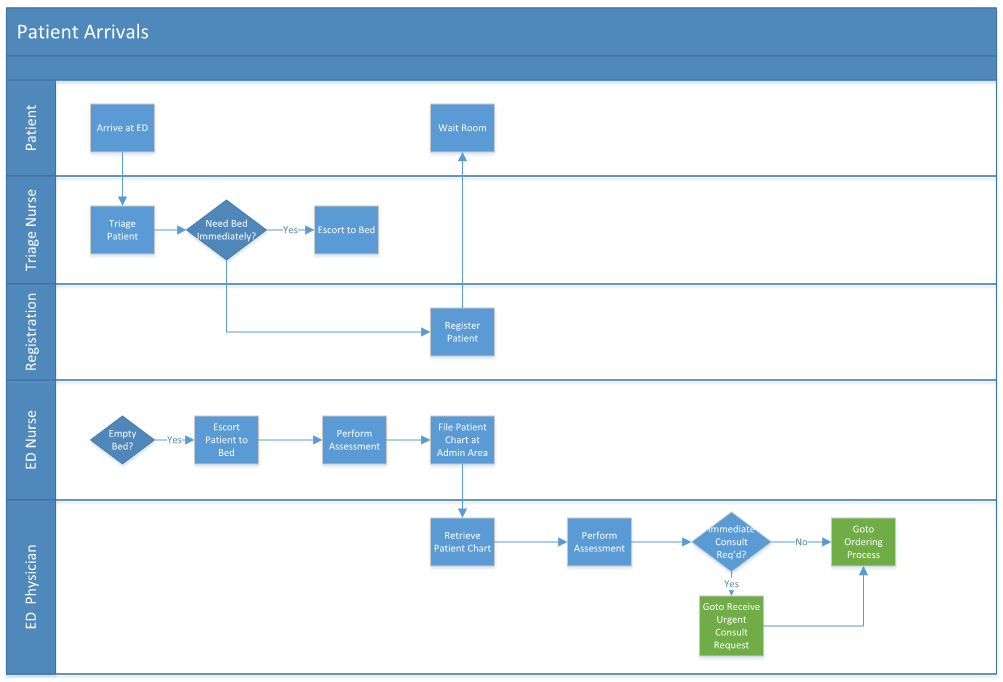 Patient Arrivals
Patient
Arrive at ED
Wait Room
Triage Nurse
Triage
Patient
Need Bed
Immediately?
Yes
Escort to Bed
Registration
Register
Patient
ED Nurse
Empty
Bed?
Yes
Escort
Patient to
Bed
Perform
Assessment
File Patient
Chart at
Admin Area
ED Physician
Retrieve
Patient Chart
Perform
Assessment
Immediate
Consult
Req'd?
No
Goto
Ordering
Process
Yes
Goto Receive
Urgent
Consult
Request